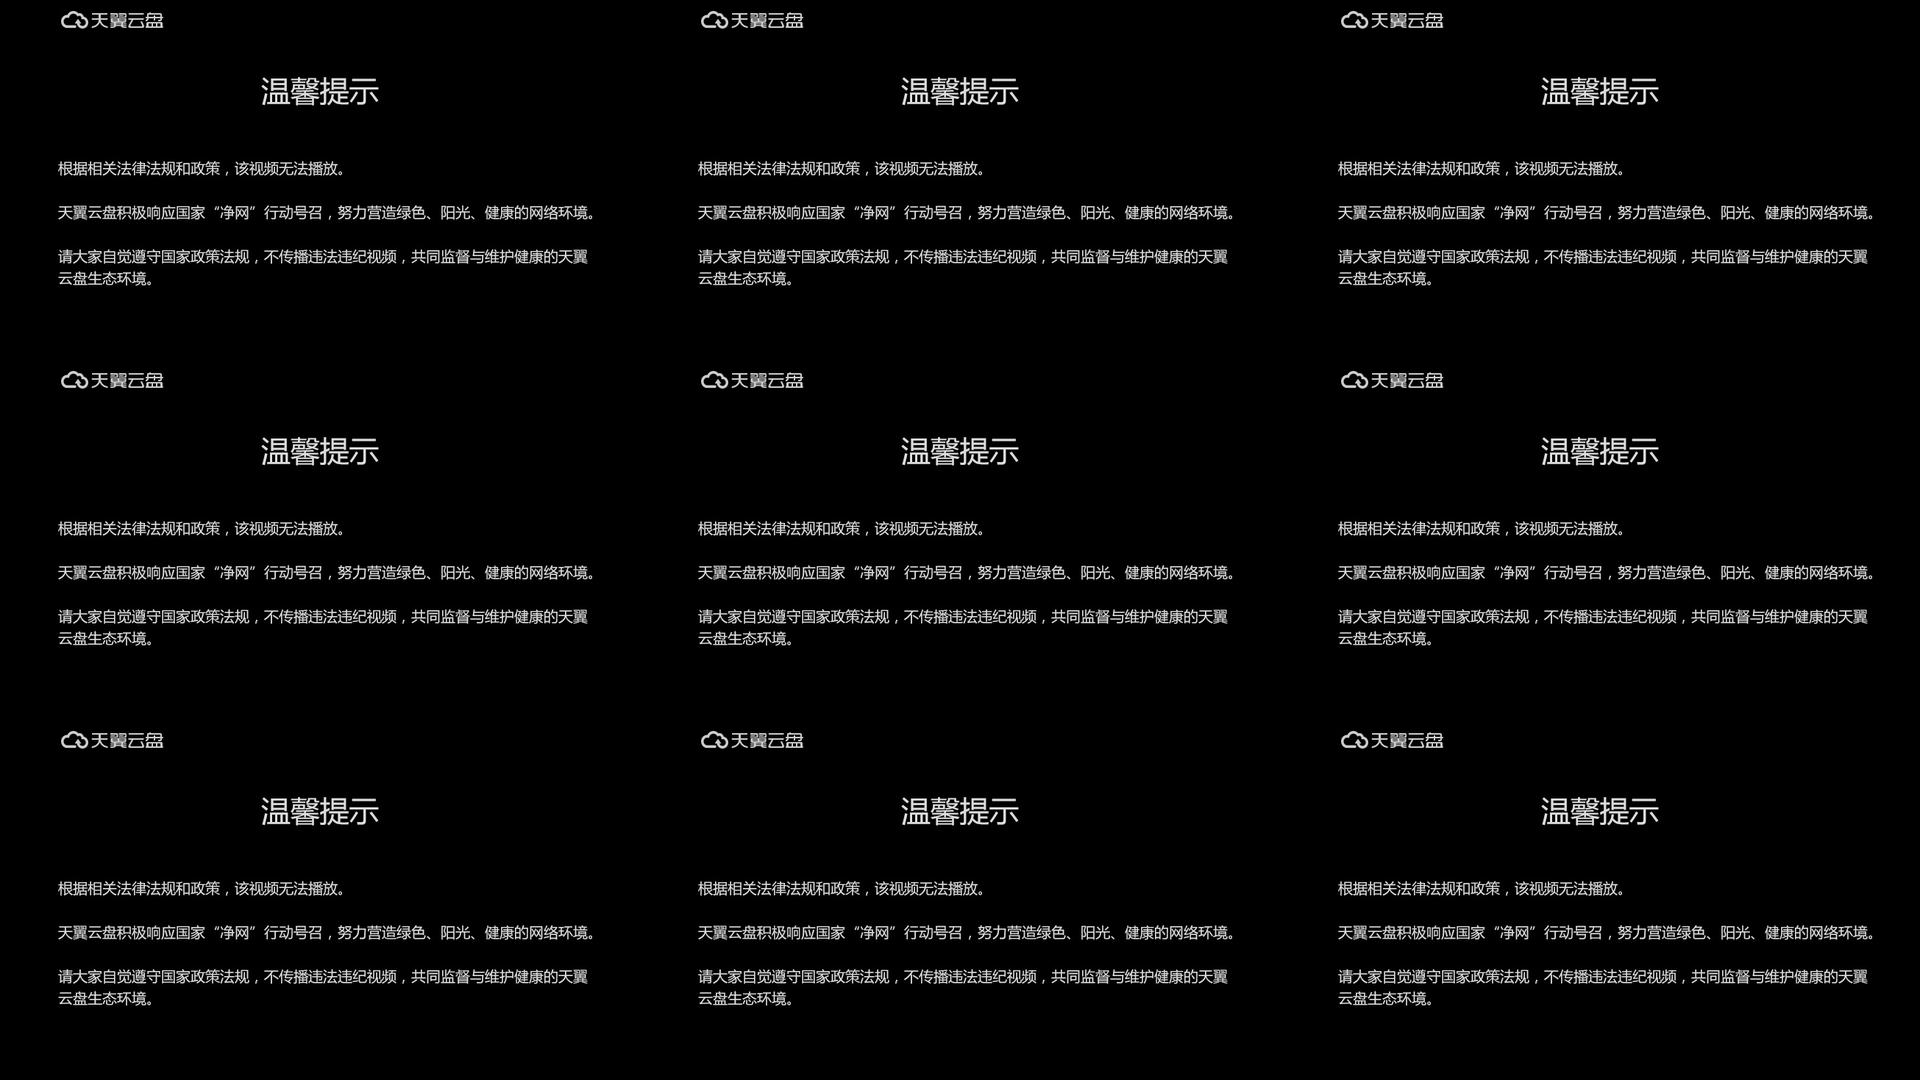 天翼云盘
温馨提示
根据相关法律法规和政策，该视频无法播放。
天翼云盘积极响应国家“净网”行动号召，努力营造绿色、阳光、健康的网络环境。
请大家自觉遵守国家政策法规，不传播违法违纪视频，共同监督与维护健康的天翼
云盘生态环境。
天翼云盘
温馨提示
根据相关法律法规和政策，该视频无法播放。
天翼云盘积极响应国家“净网”行动号召，努力营造绿色、阳光、健康的网络环境。
请大家自觉遵守国家政策法规，不传播违法违纪视频，共同监督与维护健康的天翼
云盘生态环境。
天翼云盘
温馨提示
根据相关法律法规和政策，该视频无法播放。
天翼云盘积极响应国家“净网”行动号召，努力营造绿色、阳光、健康的网络环境。
请大家自觉遵守国家政策法规，不传播违法违纪视频，共同监督与维护健康的天翼
云盘生态环境。
天翼云盘
温馨提示
根据相关法律法规和政策，该视频无法播放。
天翼云盘积极响应国家“净网”行动号召，努力营造绿色、阳光、健康的网络环境。
请大家自觉遵守国家政策法规，不传播违法违纪视频，共同监督与维护健康的天翼
云盘生态环境。
天翼云盘
温馨提示
根据相关法律法规和政策，该视频无法播放。
天翼云盘积极响应国家“净网”行动号召，努力营造绿色、阳光、健康的网络环境。
请大家自觉遵守国家政策法规，不传播违法违纪视频，共同监督与维护健康的天翼
云盘生态环境。
天翼云盘
温馨提示
根据相关法律法规和政策，该视频无法播放。
天翼云盘积极响应国家“净网”行动号召，努力营造绿色、阳光、健康的网络环境。
请大家自觉遵守国家政策法规，不传播违法违纪视频，共同监督与维护健康的天翼
云盘生态环境。
天翼云盘
温馨提示
根据相关法律法规和政策，该视频无法播放。
天翼云盘积极响应国家“净网”行动号召，努力营造绿色、阳光、健康的网络环境。
请大家自觉遵守国家政策法规，不传播违法违纪视频，共同监督与维护健康的天翼
云盘生态环境。
天翼云盘
温馨提示
根据相关法律法规和政策，该视频无法播放。
天翼云盘积极响应国家“净网”行动号召，努力营造绿色、阳光、健康的网络环境。
请大家自觉遵守国家政策法规，不传播违法违纪视频，共同监督与维护健康的天翼
云盘生态环境。
天翼云盘
温馨提示
根据相关法律法规和政策，该视频无法播放。
天翼云盘积极响应国家“净网”行动号召，努力营造绿色、阳光、健康的网络环境。
请大家自觉遵守国家政策法规，不传播违法违纪视频，共同监督与维护健康的天翼
云盘生态环境。